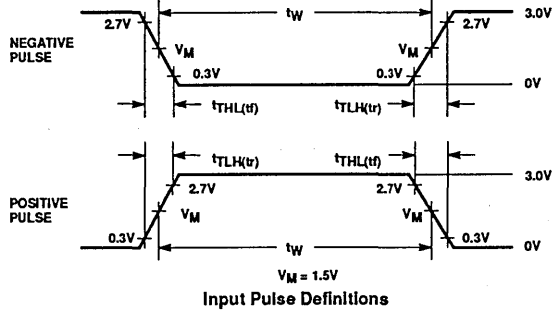 tW
2.7V
2.7V
3.0V
NEGATIVE
PULSE
VM
VM
0.3V
0.3V
0V
tTHL(tf)
tTLH(tr)
tTLH(tr)
tTHL(tf)
3.0V
2.7V
2.7V
POSITIVE
PULSE
VM
VM
0.3V
0.3V
tW
0V
VM = 1.5V
Input Pulse Definitions